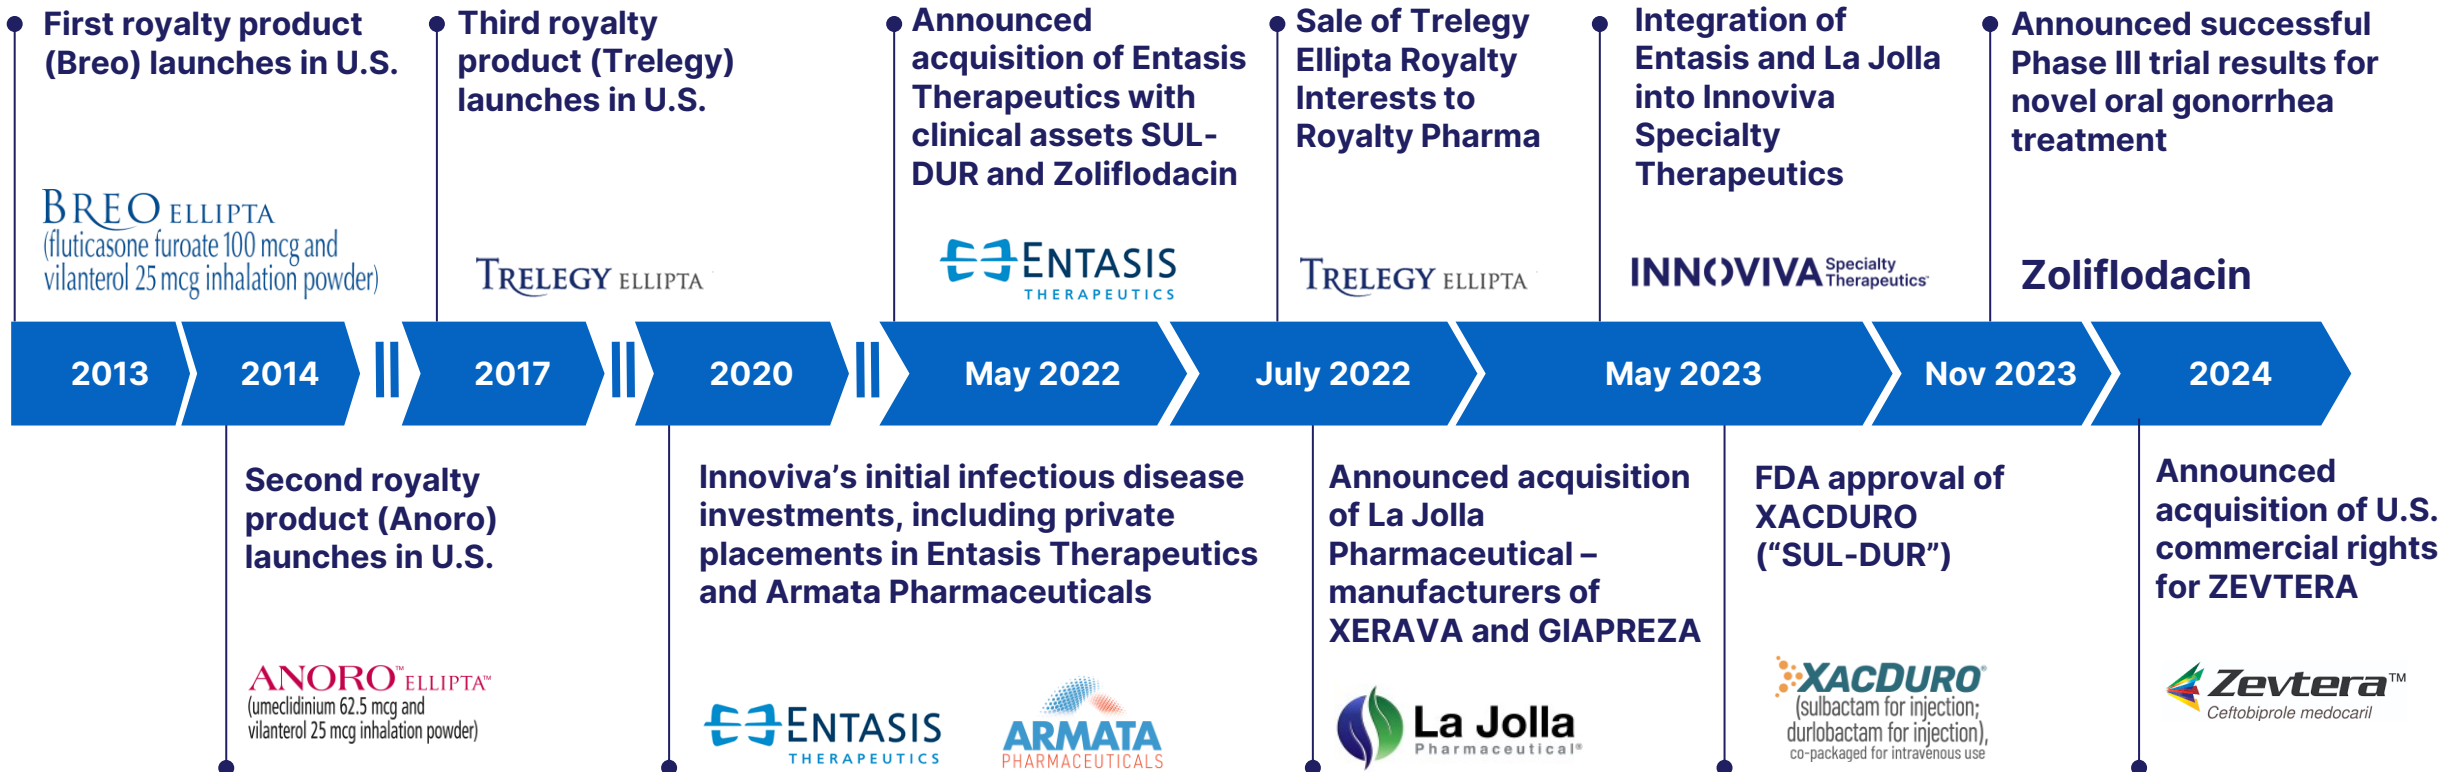 First royalty product
(Breo) launches in U.S.
BREO ELLIPTA
(fluticasone furoate 100 mcg and
vilanterol 25 mcg inhalation powder)
Third royalty
product (Trelegy)
launches in U.S.
TRELEGY ELLIPTA
Announced
acquisition of Entasis
Therapeutics with
clinical assets SUL-
DUR and Zoliflodacin
ENTASIS
THERAPEUTICS
Sale of Trelegy
Ellipta Royalty
Interests to
Royalty Pharma
TRELEGY ELLIPTA
Integration of
Entasis and La Jolla
into Innoviva
Specialty
Therapeutics
INNOVIVA Specialty
Therapeutics
Announced successful
Phase III trial results for
novel oral gonorrhea
treatment
Zoliflodacin
2013
2014
2017
2020
May 2022
July 2022
May 2023
Nov 2023
2024
Second royalty
product (Anoro)
launches in U.S.
ANORO™ ELLIPTA™
(umeclidinium 62.5 mcg and
vilanterol 25 mcg inhalation powder)
Innoviva’s initial infectious disease
investments, including private
placements in Entasis Therapeutics
and Armata Pharmaceuticals
ENTASIS
THERAPEUTICS
ARMATA
PHARMACEUTICALS
Announced acquisition
of La Jolla
Pharmaceutical –
manufacturers of
XERAVA and GIAPREZA
La Jolla
Pharmaceutical®
FDA approval of
XACDURO
(“SUL-DUR”)
XACDURO®
(sulbactam for injection;
durlobactam for injection),
co-packaged for intravenous use
Announced
acquisition of U.S.
commercial rights
for ZEVTERA
Zevtera™
Ceftobiprole medocaril